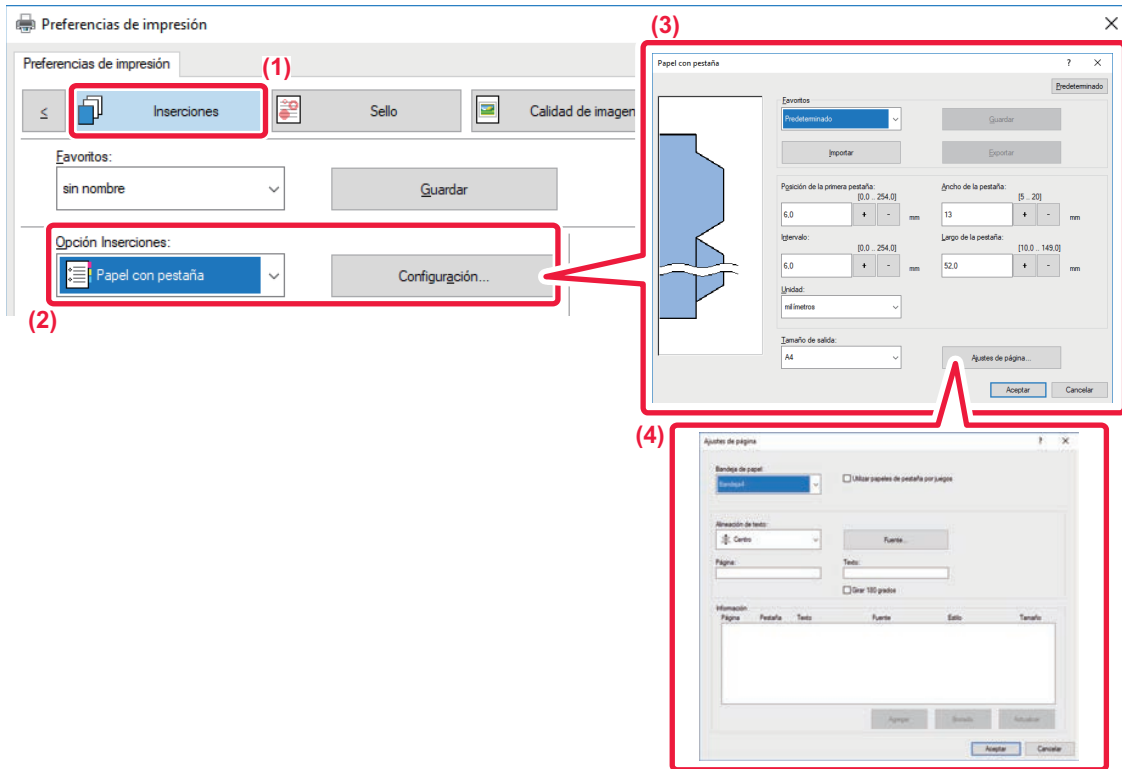 Preferencias de impresión
Preferencias de impresión
(1)
≤
Inserciones
Sello
Calidad de imagen
Favoritos:
sin nombre
Guardar
Opción Inserciones:
Papel con pestaña
Configuración...
(2)
(3)
Papel con pestaña
?
Predeterminado
Favoritos
Predeterminado
Guardar
Importar
Exportar
Posición de la primera pestaña:
[0.0 .. 254.0]
6.0
+ -
mm
Ancho de la pestaña:
[5 .. 20]
13
+ -
mm
Intervalo:
[0.0 .. 254.0]
6.0
+ -
mm
Largo de la pestaña:
[10.0 .. 149.0]
52.0
+ -
mm
Unidad:
milímetros
Tamaño de salida:
A4
Ajustes de página...
Aceptar
Cancelar
(4)
Ajustes de página
?
Bandeja de papel:
Bandeja4
Utilizar papeles de pestaña por juegos
Alineación de texto:
Centro
Fuente...
Página:
Texto:
Girar 180 grados
Información
Página Pestaña Texto Fuente Estilo Tamaño
Agregar
Borrado
Actualizar
Aceptar
Cancelar